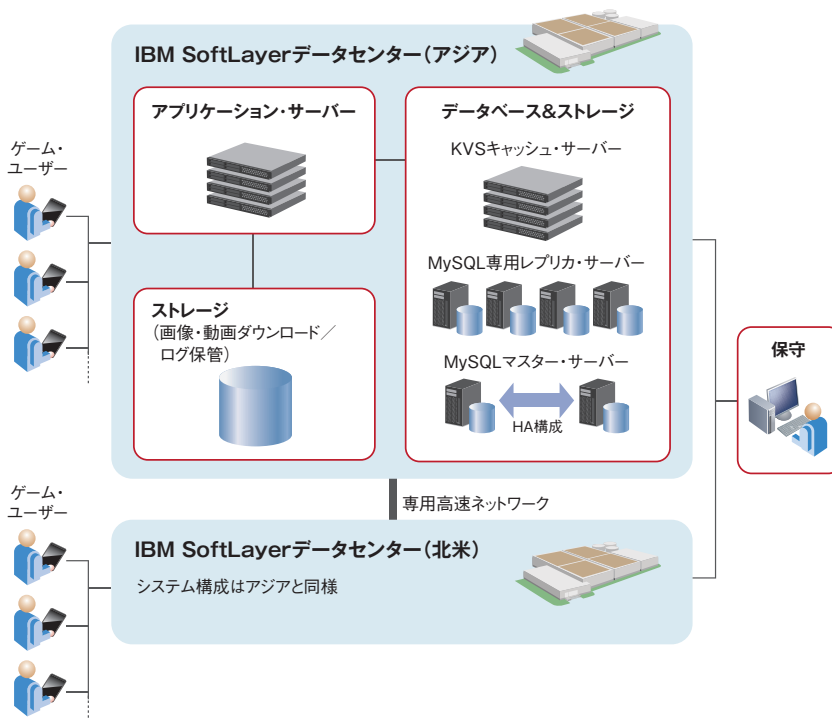 IBM SoftLayerデータセンター（アジア）
アプリケーション・サーバー
データベース&ストレージ
KVSキャッシュ・サーバー
ゲーム・
ユーザー
MySQL専用レプリカ・サーバー
ストレージ
（画像・動画ダウンロード／
ログ保管）
MySQLマスター・サーバー
HA構成
保守
ゲーム・
ユーザー
専用高速ネットワーク
IBM SoftLayerデータセンター（北米）
システム構成はアジアと同様